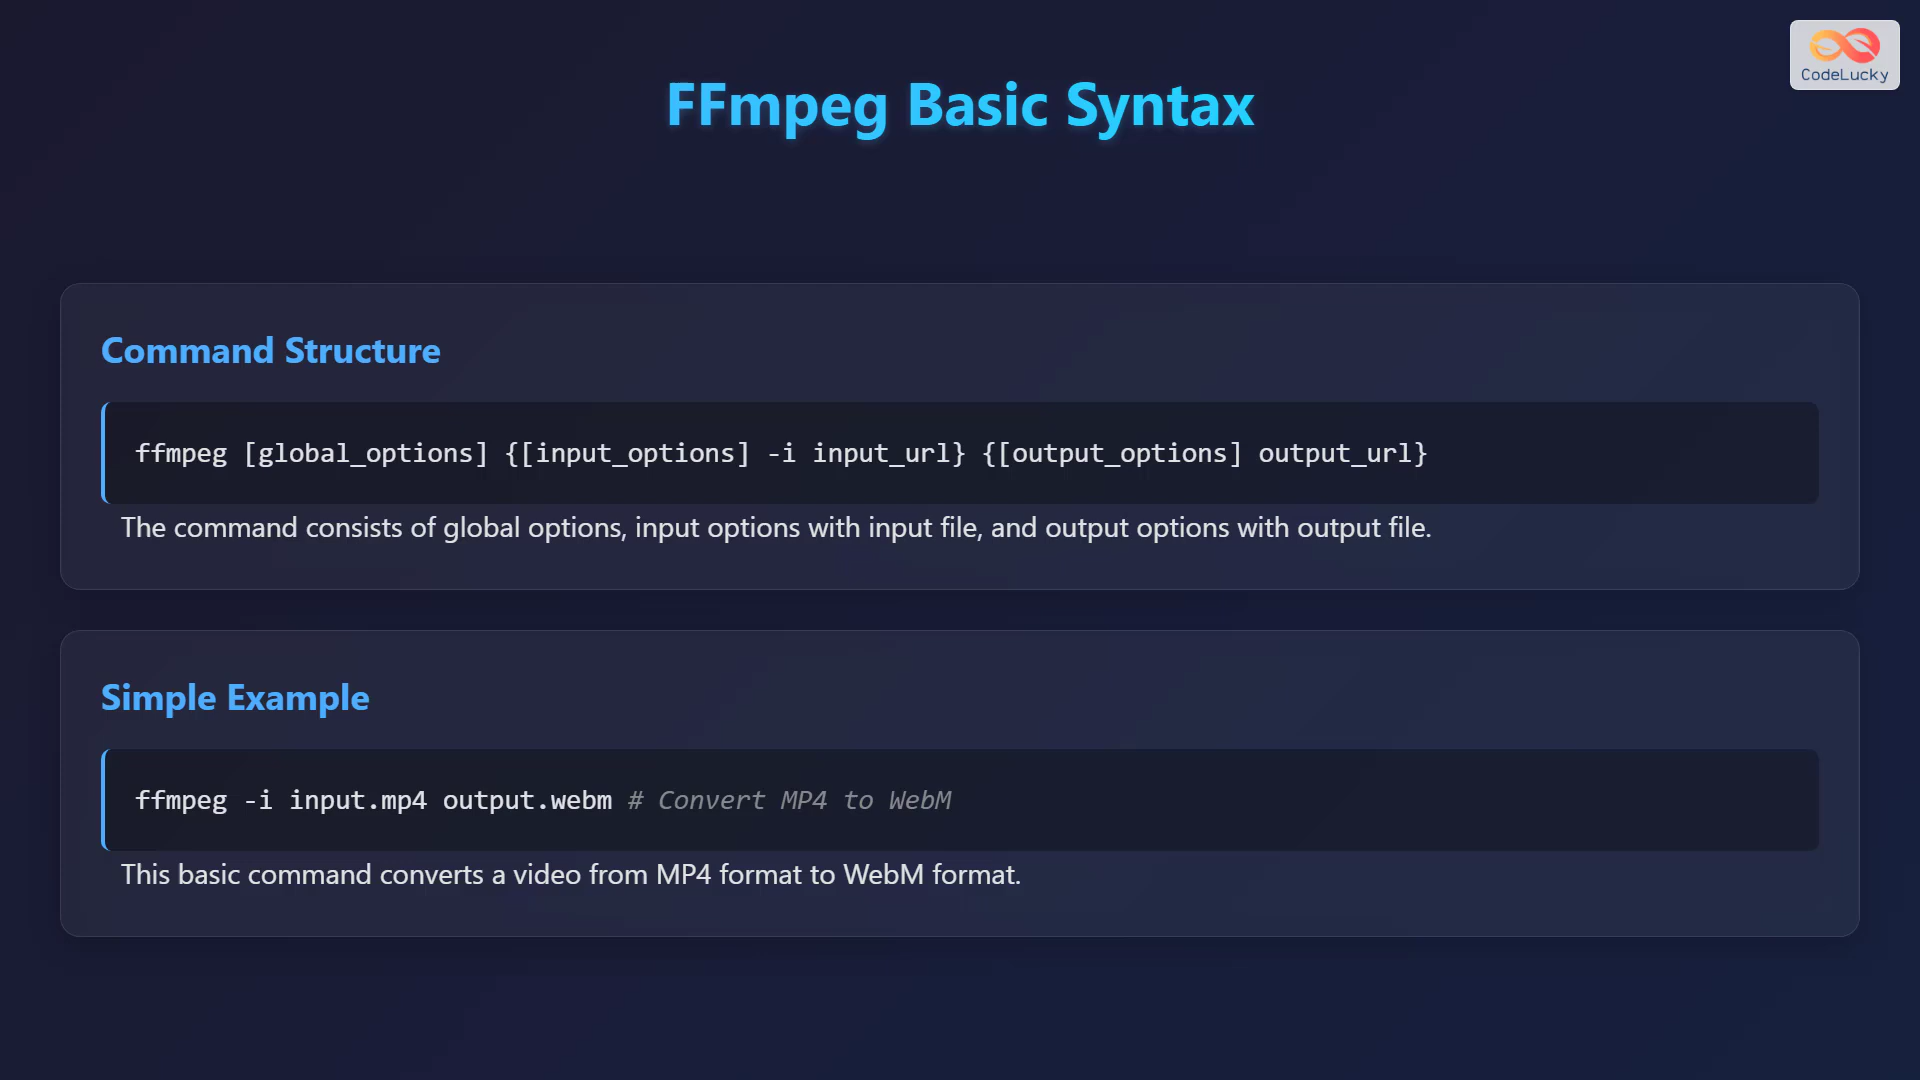 CodeLucky
FFmpeg Basic Syntax
Command Structure
ffmpeg [global_options] {[input_options] -i input_url} {[output_options] output_url}
The command consists of global options, input options with input file, and output options with output file.
Simple Example
ffmpeg -i input.mp4 output.webm # Convert MP4 to WebM
This basic command converts a video from MP4 format to WebM format.